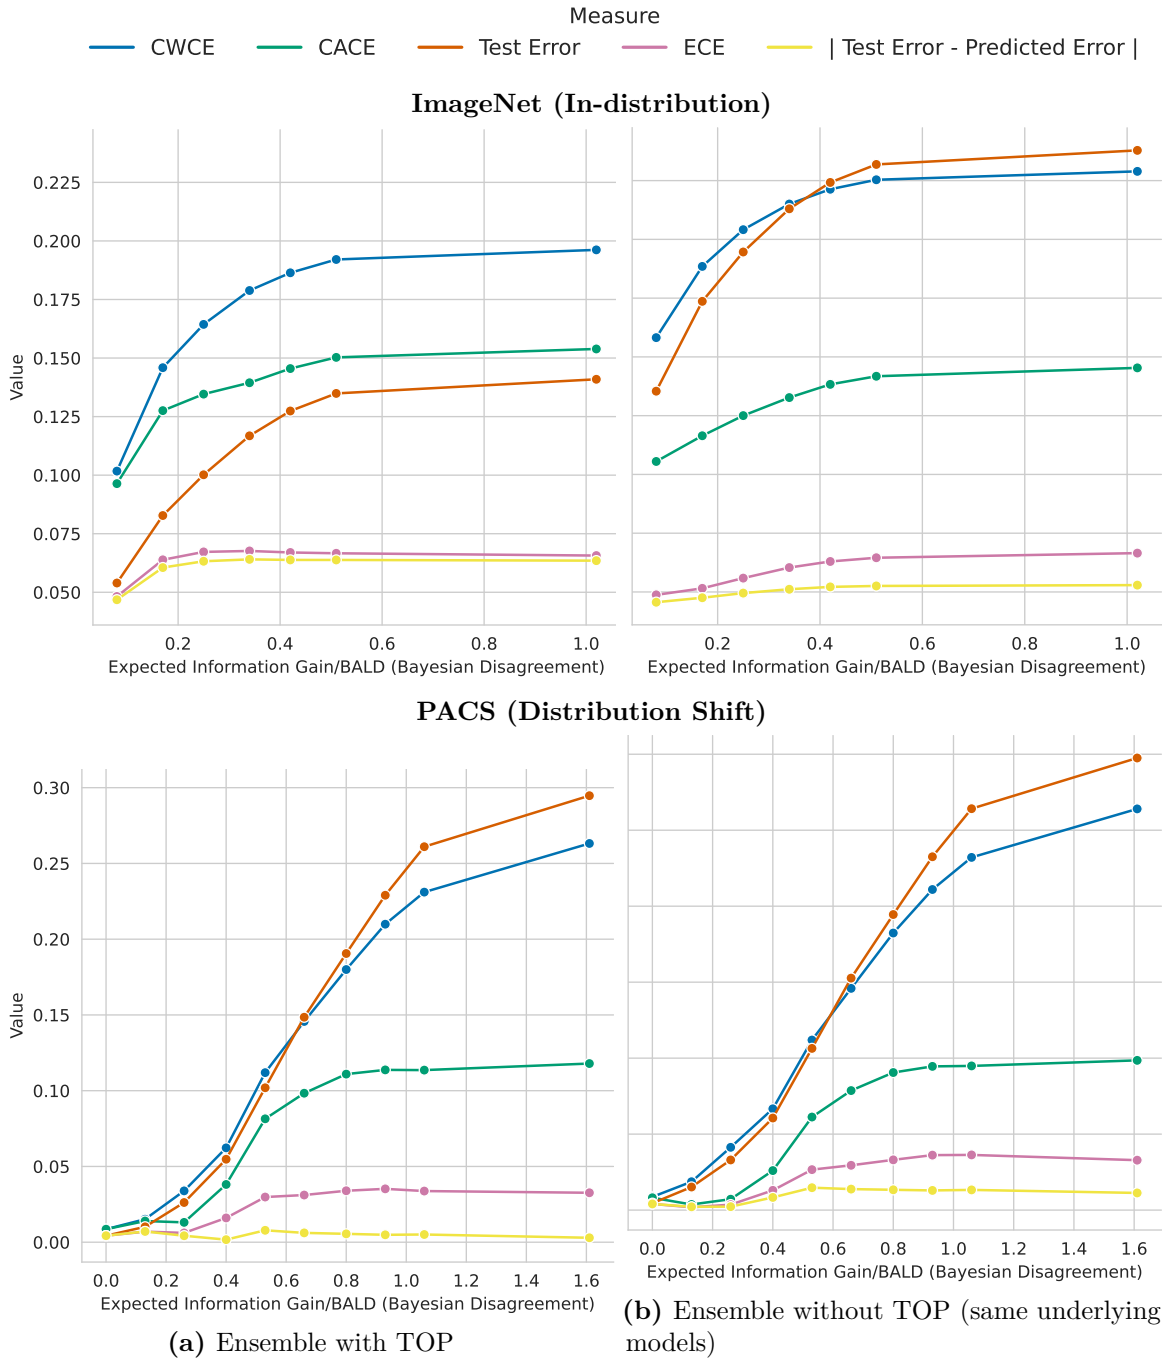 Measure
CWCE CACE Test Error ECE | Test Error - Predicted Error |
ImageNet (In-distribution)
0.225
0.200
0.175
0.150
0.125
0.100
0.075
0.050
Value
0.2 0.4 0.6 0.8 1.0
Expected Information Gain/BALD (Bayesian Disagreement)
0.2 0.4 0.6 0.8 1.0
Expected Information Gain/BALD (Bayesian Disagreement)
PACS (Distribution Shift)
0.30
0.25
0.20
0.15
0.10
0.05
0.00
Value
0.0 0.2 0.4 0.6 0.8 1.0 1.2 1.4 1.6
Expected Information Gain/BALD (Bayesian Disagreement)
(a) Ensemble with TOP
0.0 0.2 0.4 0.6 0.8 1.0 1.2 1.4 1.6
Expected Information Gain/BALD (Bayesian Disagreement)
(b) Ensemble without TOP (same underlying
models)